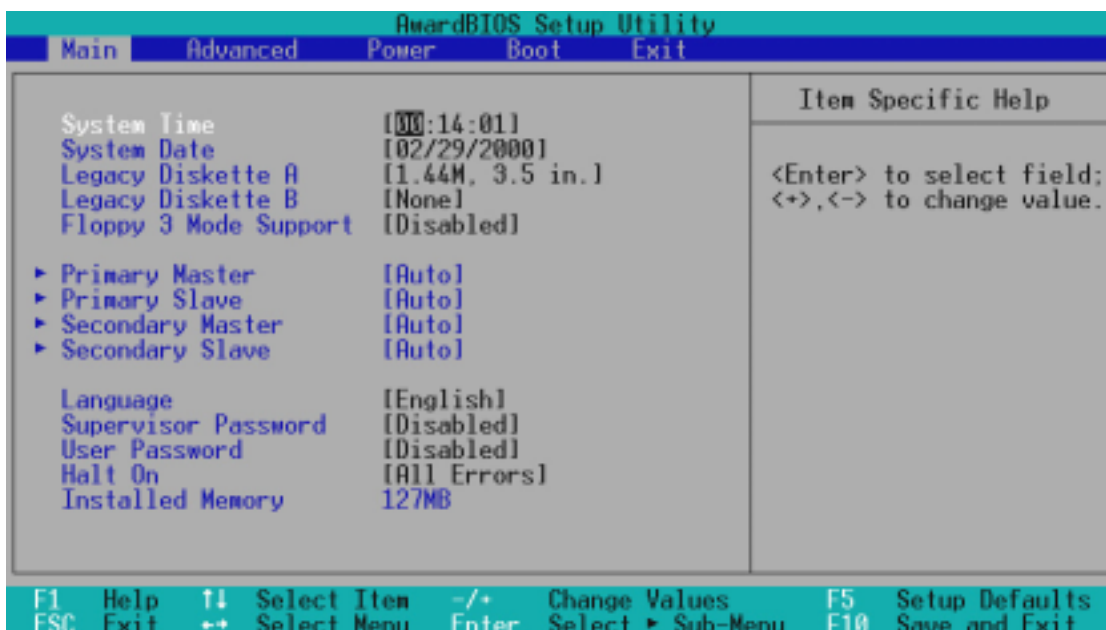 AwardBIOS Setup Utility
Main Advanced Power Boot Exit
Item Specific Help
System Time [00:14:01]
System Date [02/29/2000]
Legacy Diskette A [1.44M, 3.5 in.]
Legacy Diskette B [None]
Floppy 3 Mode Support [Disabled]
<Enter> to select field;
<+>,<-> to change value.
▸ Primary Master [Auto]
▸ Primary Slave [Auto]
▸ Secondary Master [Auto]
▸ Secondary Slave [Auto]
Language [English]
Supervisor Password [Disabled]
User Password [Disabled]
Halt On [All Errors]
Installed Memory 127MB
F1 Help ↑↓ Select Item -/+ Change Values F5 Setup Defaults
ESC Exit ←→ Select Menu Enter Select ▸ Sub-Menu F10 Save and Exit